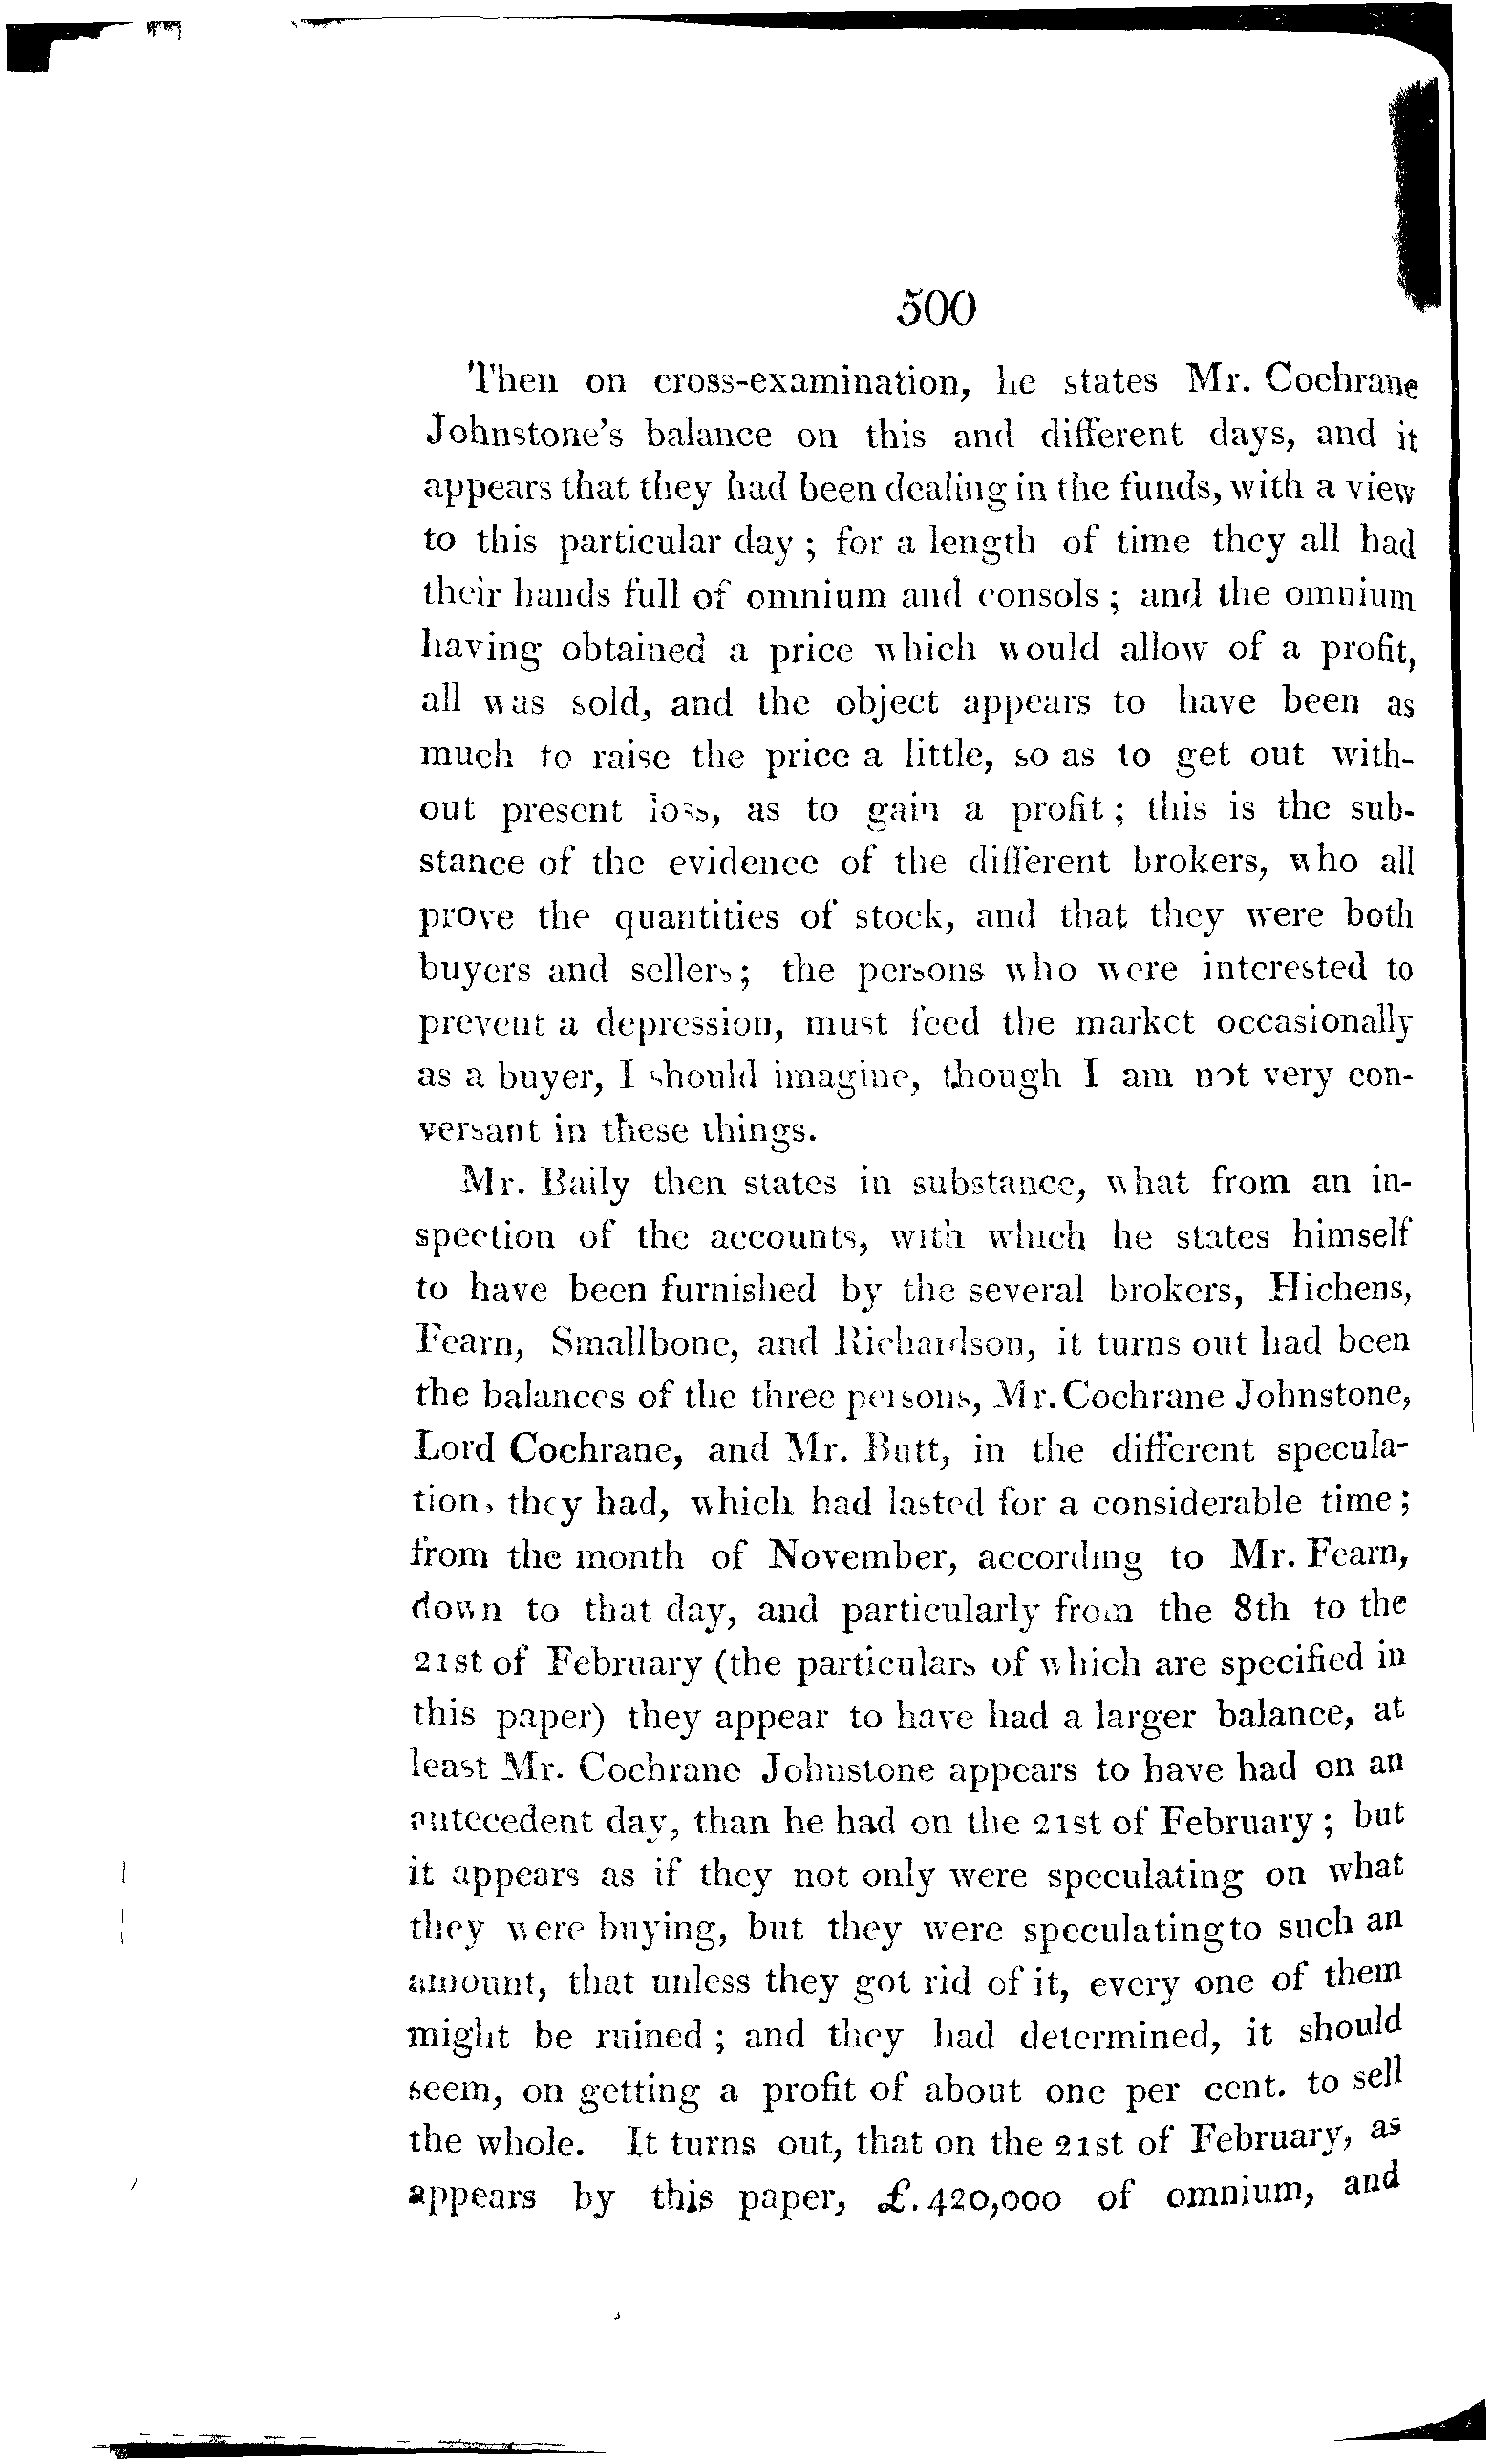 500
Then on cross-examination, he states Mr. Cochrane
Johnstone's balance on this and different days, and it
appears that they had been dealing in the funds, with a view
to this particular day ; for a length of time they all had
their hands full of omnium and consols ; and the omnium
having obtained a price which would allow of a profit,
all was sold, and the object appears to have been as
much to raise the price a little, so as to get out with-
out present loss, as to gain a profit ; this is the sub-
stance of the evidence of the different brokers, who all
prove the quantities of stock, and that they were both
buyers and sellers ; the persons who were interested to
prevent a depression, must feed the market occasionally
as a buyer, I should imagine, though I am not very con-
versant in these things.
Mr. Baily then states in substance, what from an in-
spection of the accounts, with which he states himself
to have been furnished by the several brokers, Hichens,
Fearn, Smallbone, and Richardson, it turns out had been
the balances of the three persons, Mr. Cochrane Johnstone,
Lord Cochrane, and Mr. Butt, in the different specula-
tion, they had, which had lasted for a considerable time ;
from the month of November, according to Mr. Fearn,
down to that day, and particularly from the 8th to the
21st of February (the particulars of which are specified in
this paper) they appear to have had a larger balance, at
least Mr. Cochrane Johnstone appears to have had on an
antecedent day, than he had on the 21st of February ; but
it appears as if they not only were speculating on what
they were buying, but they were speculating to such an
amount, that unless they got rid of it, every one of them
might be ruined ; and they had determined, it should
seem, on getting a profit of about one per cent. to sell
the whole. It turns out, that on the 21st of February, as
appears by this paper, £.420,000 of omnium, and